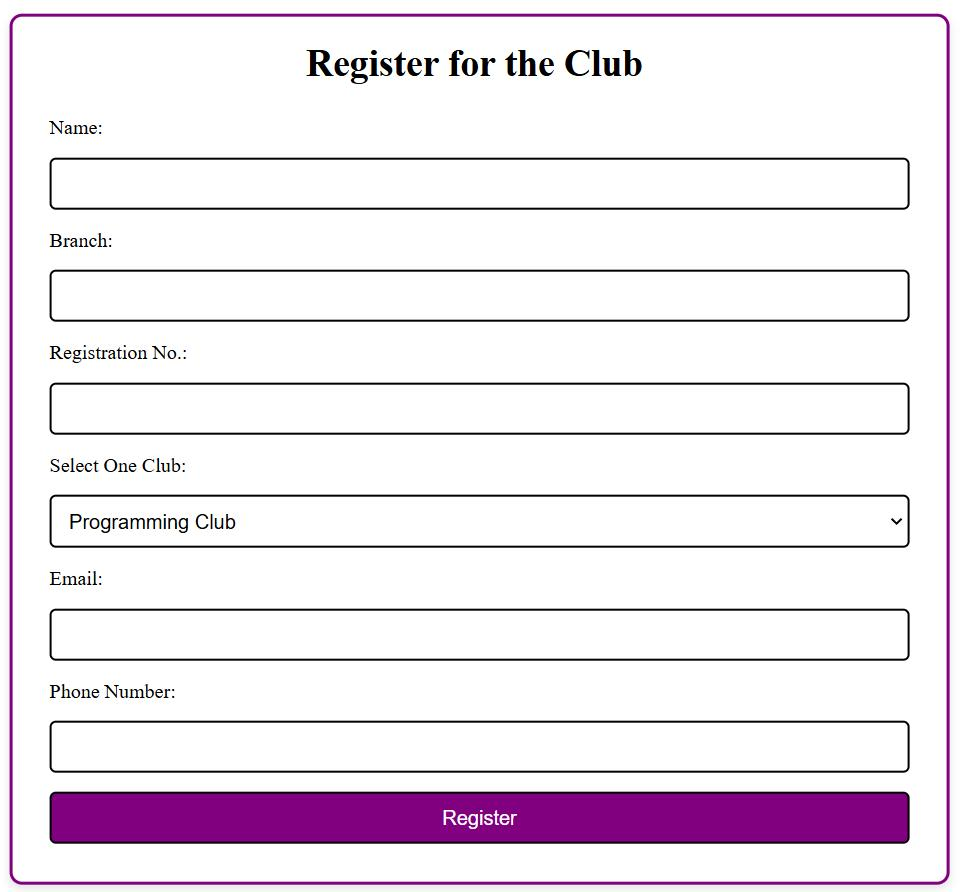 Register for the Club
Name:
Branch:
Registration No.:
Select One Club:
Programming Club
Email:
Phone Number:
Register